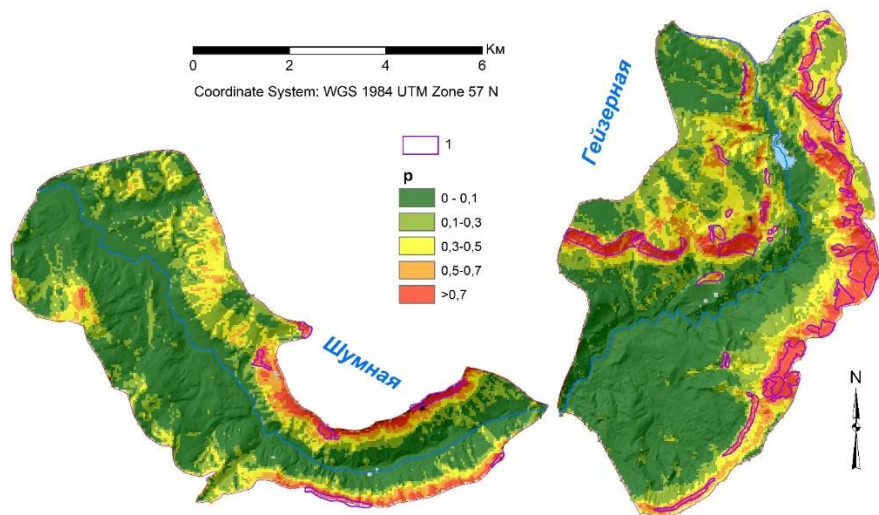 Км
0 2 4 6
Coordinate System: WGS 1984 UTM Zone 57 N
Гейзерная
1
p
0 - 0,1
0,1-0,3
0,3-0,5
0,5-0,7
>0,7
Шумная
N